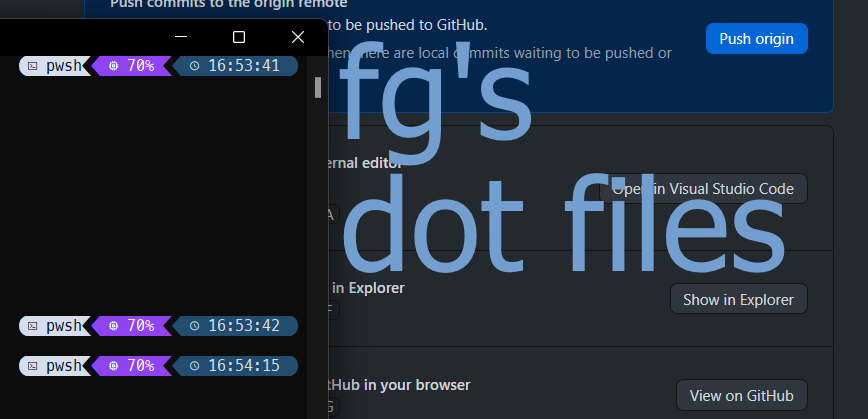 Push commits to the origin remote
to be pushed to GitHub.
Push origin
hen there are local commits waiting to be pushed or
pwsh 70% 16:53:41
fg's
dot files
ernal editor
Open in Visual Studio Code
A
in Explorer
Show in Explorer
F
pwsh 70% 16:53:42
pwsh 70% 16:54:15
tHub in your browser
View on GitHub
G